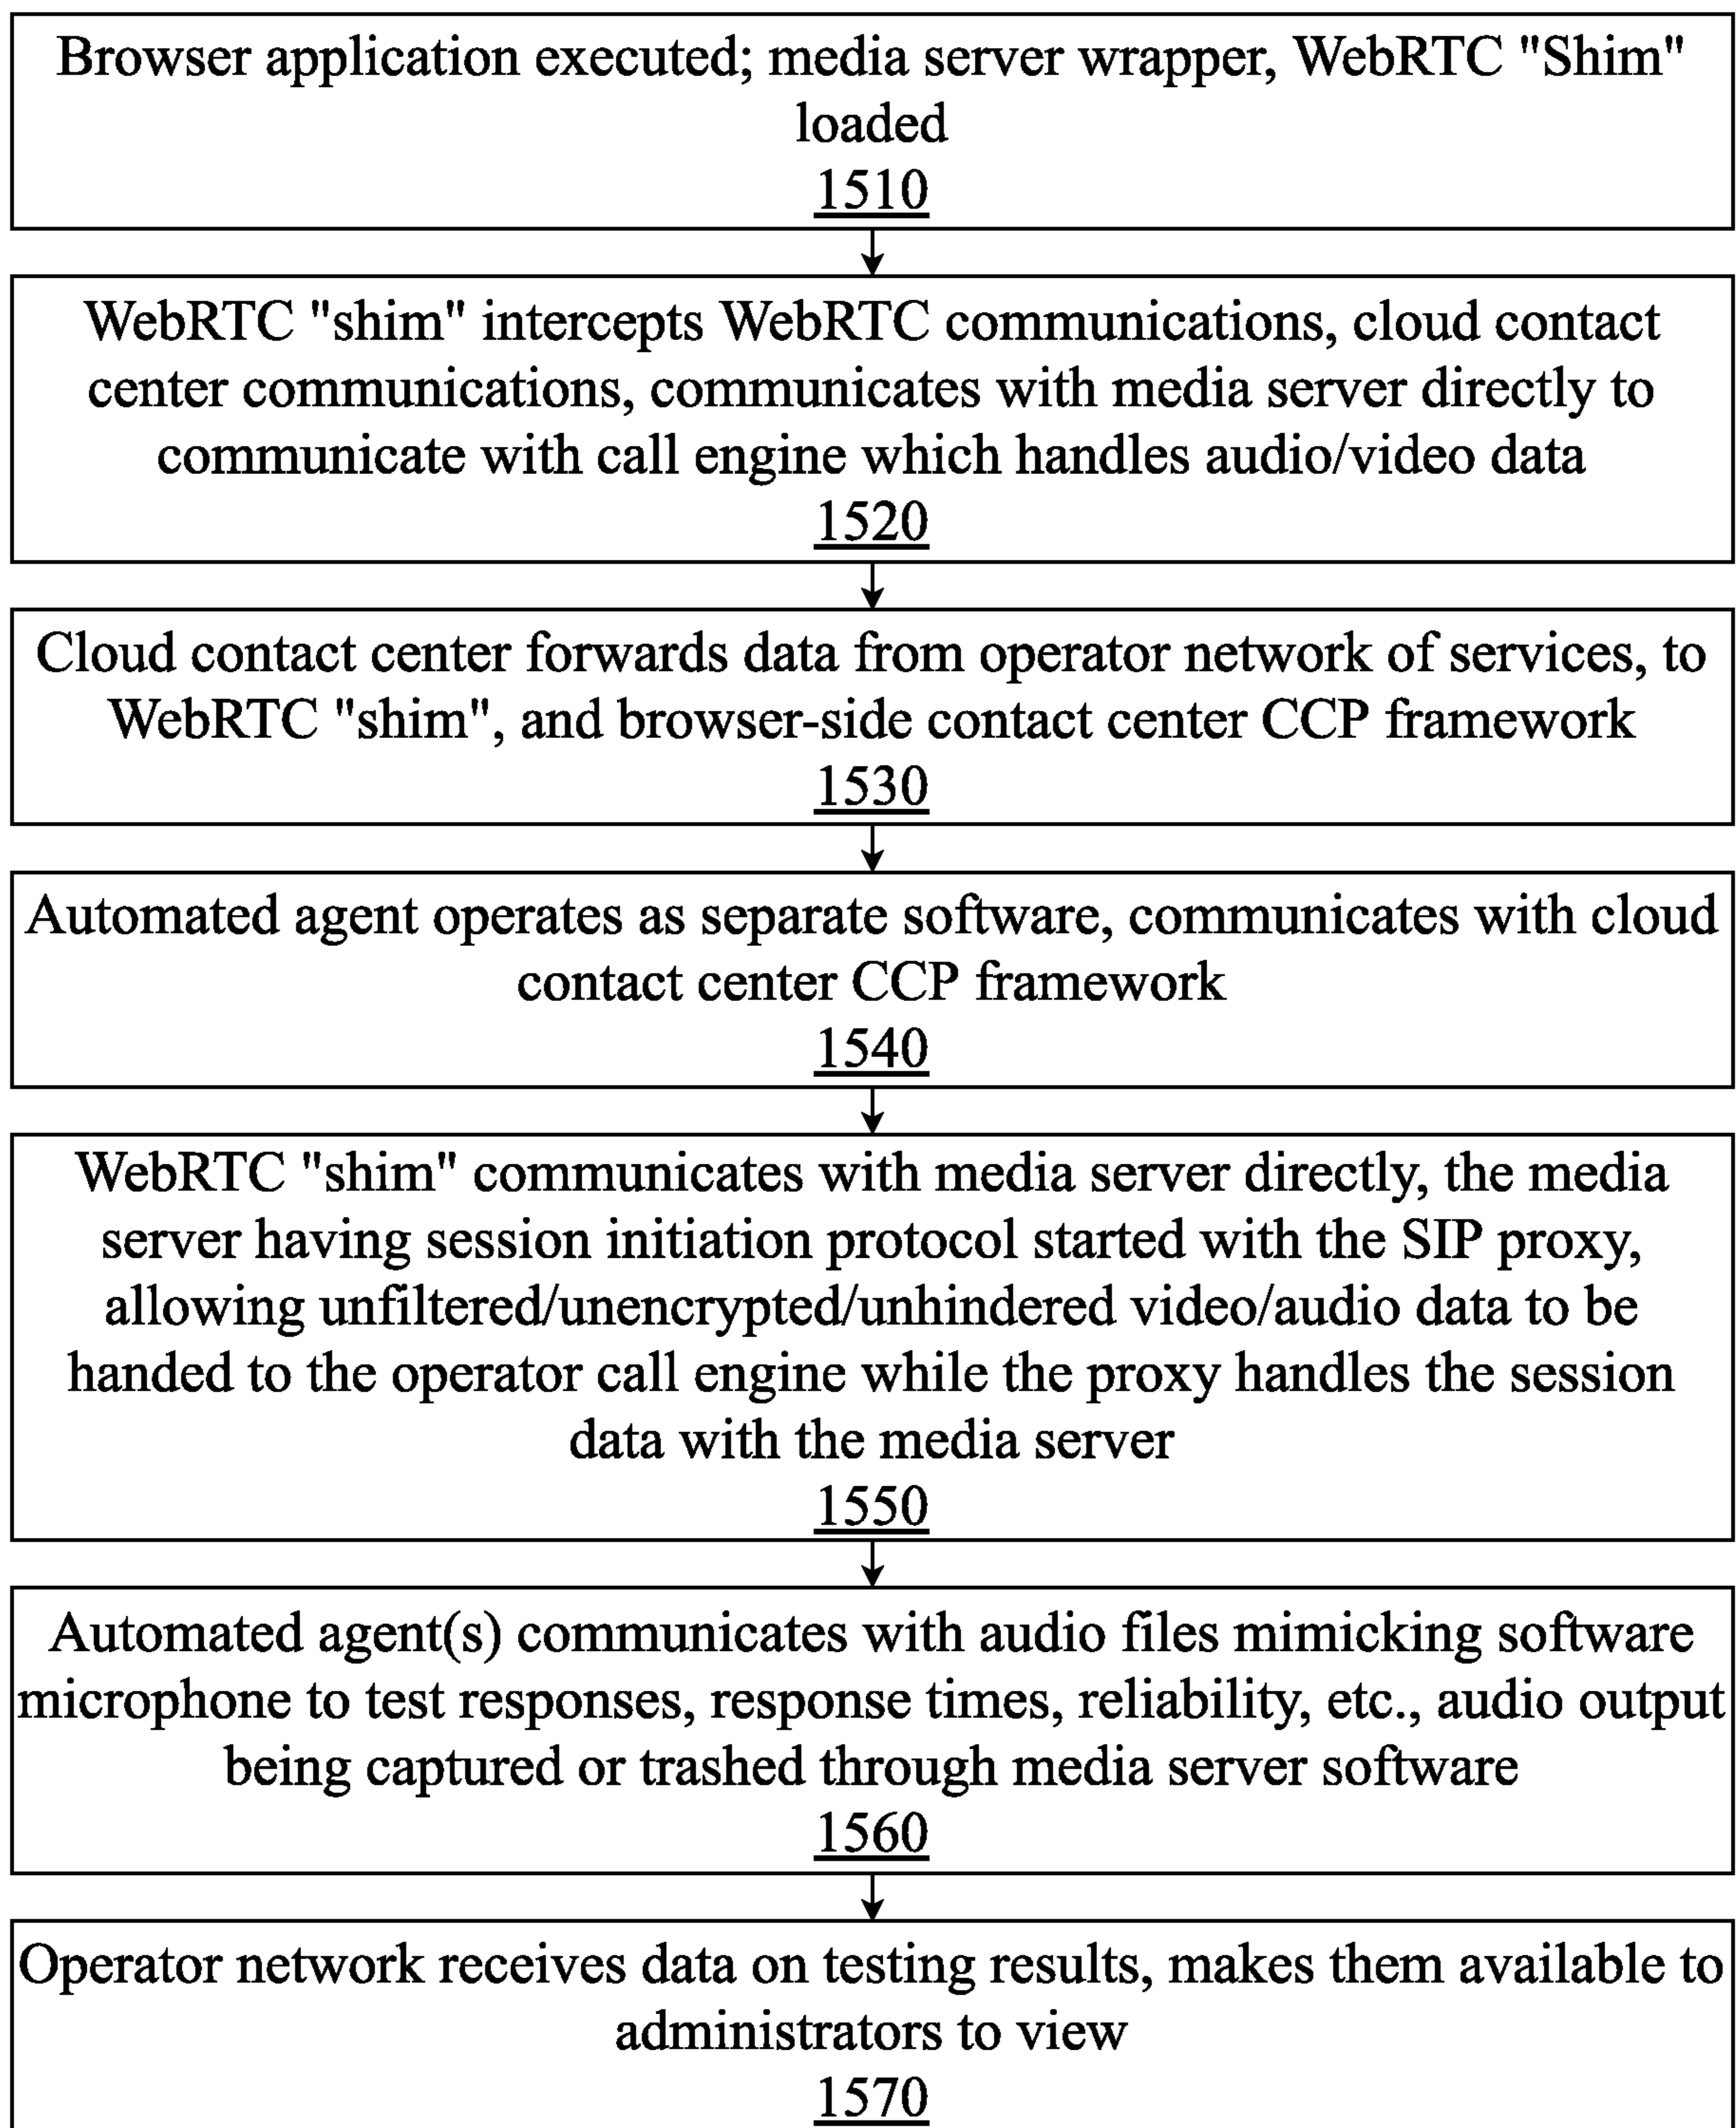 Browser application executed; media server wrapper, WebRTC "Shim"
loaded
1510
WebRTC "shim" intercepts WebRTC communications, cloud contact
center communications, communicates with media server directly to
communicate with call engine which handles audio/video data
1520
Cloud contact center forwards data from operator network of services, to
WebRTC "shim", and browser-side contact center CCP framework
1530
Automated agent operates as separate software, communicates with cloud
contact center CCP framework
1540
WebRTC "shim" communicates with media server directly, the media
server having session initiation protocol started with the SIP proxy,
allowing unfiltered/unencrypted/unhindered video/audio data to be
handed to the operator call engine while the proxy handles the session
data with the media server
1550
Automated agent(s) communicates with audio files mimicking software
microphone to test responses, response times, reliability, etc., audio output
being captured or trashed through media server software
1560
Operator network receives data on testing results, makes them available to
administrators to view
1570